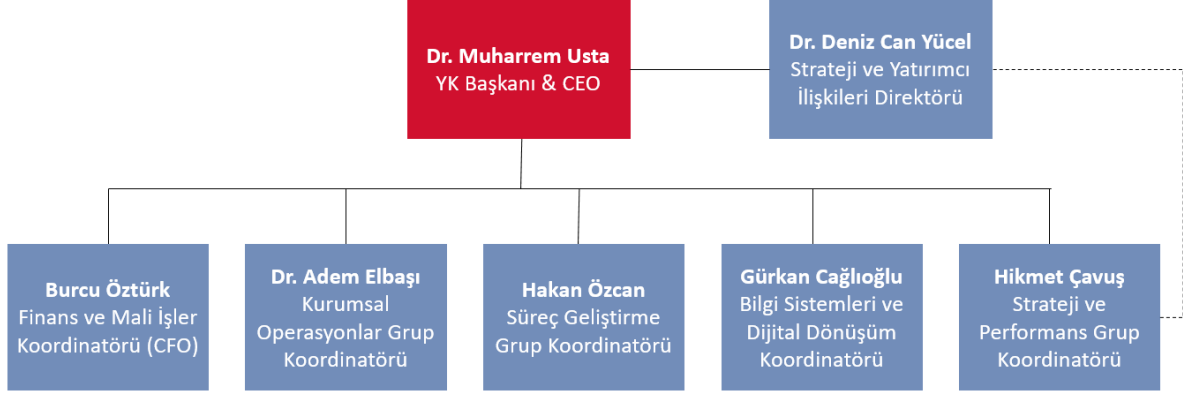 Dr. Muharrem Usta
YK Başkanı & CEO
Dr. Deniz Can Yücel
Strateji ve Yatırımcı
İlişkileri Direktörü
Burcu Öztürk
Finans ve Mali İşler
Koordinatörü (CFO)
Dr. Adem Elbaşı
Kurumsal
Operasyonlar Grup
Koordinatörü
Hakan Özcan
Süreç Geliştirme
Grup Koordinatörü
Gürkan Cağlıoğlu
Bilgi Sistemleri ve
Dijital Dönüşüm
Koordinatörü
Hikmet Çavuş
Strateji ve
Performans Grup
Koordinatörü